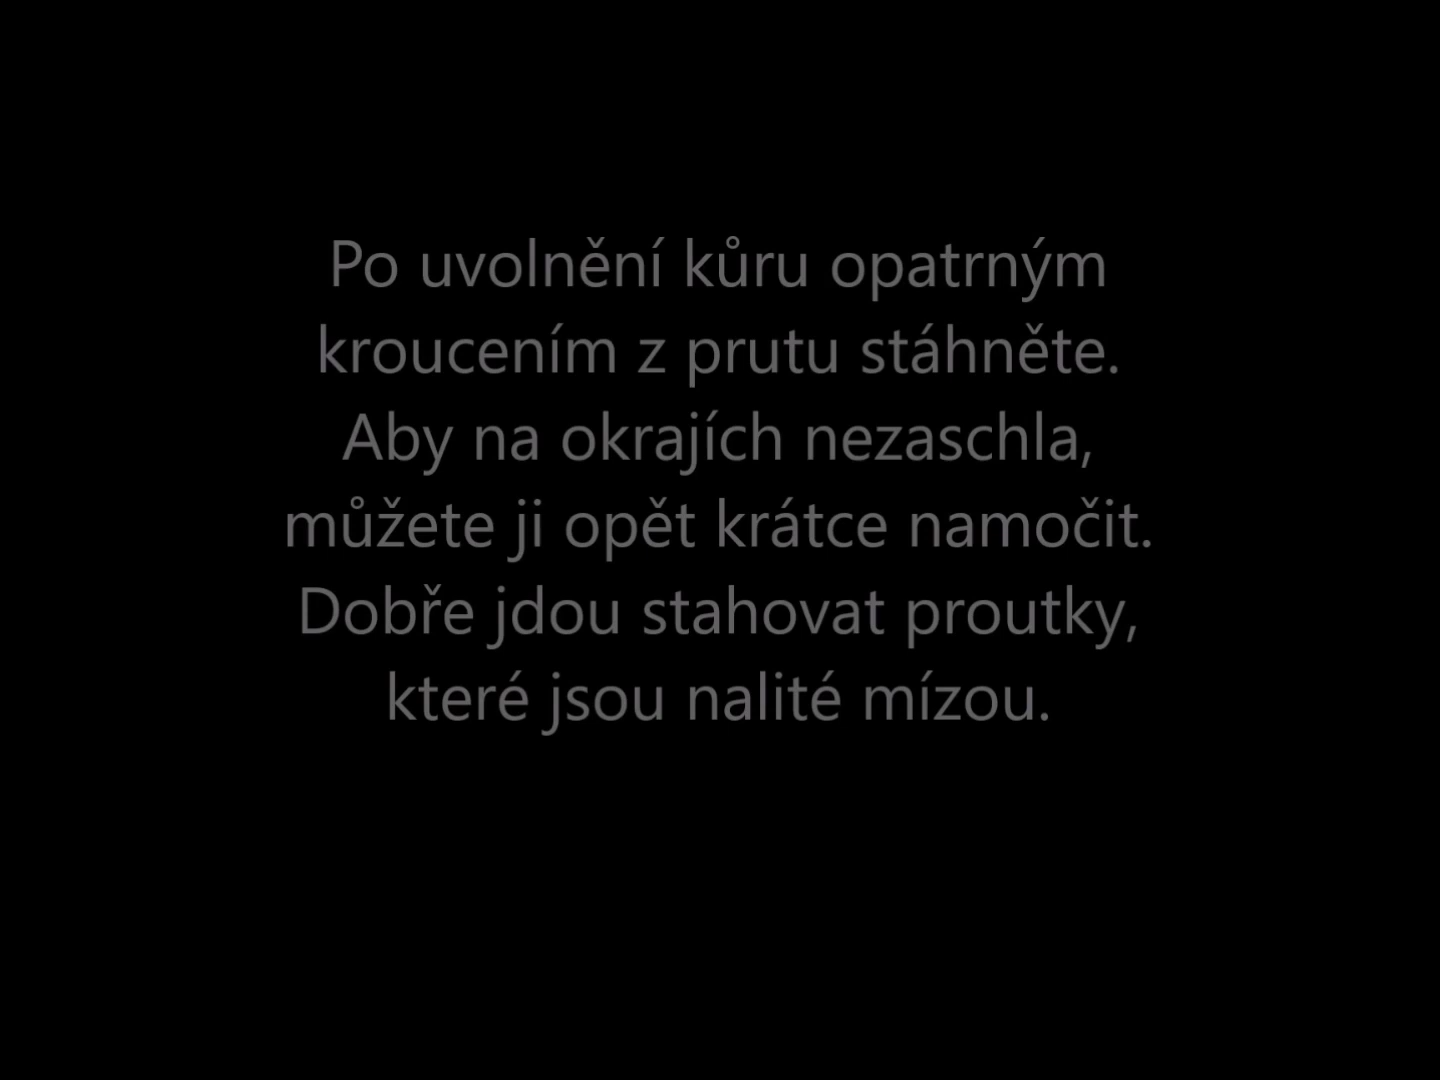 Po uvolnění kůru opatrným
kroucením z prutu stáhněte.
Aby na okrajích nezaschla,
můžete ji opět krátce namočit.
Dobře jdou stahovat proutky,
které jsou nalité mízou.